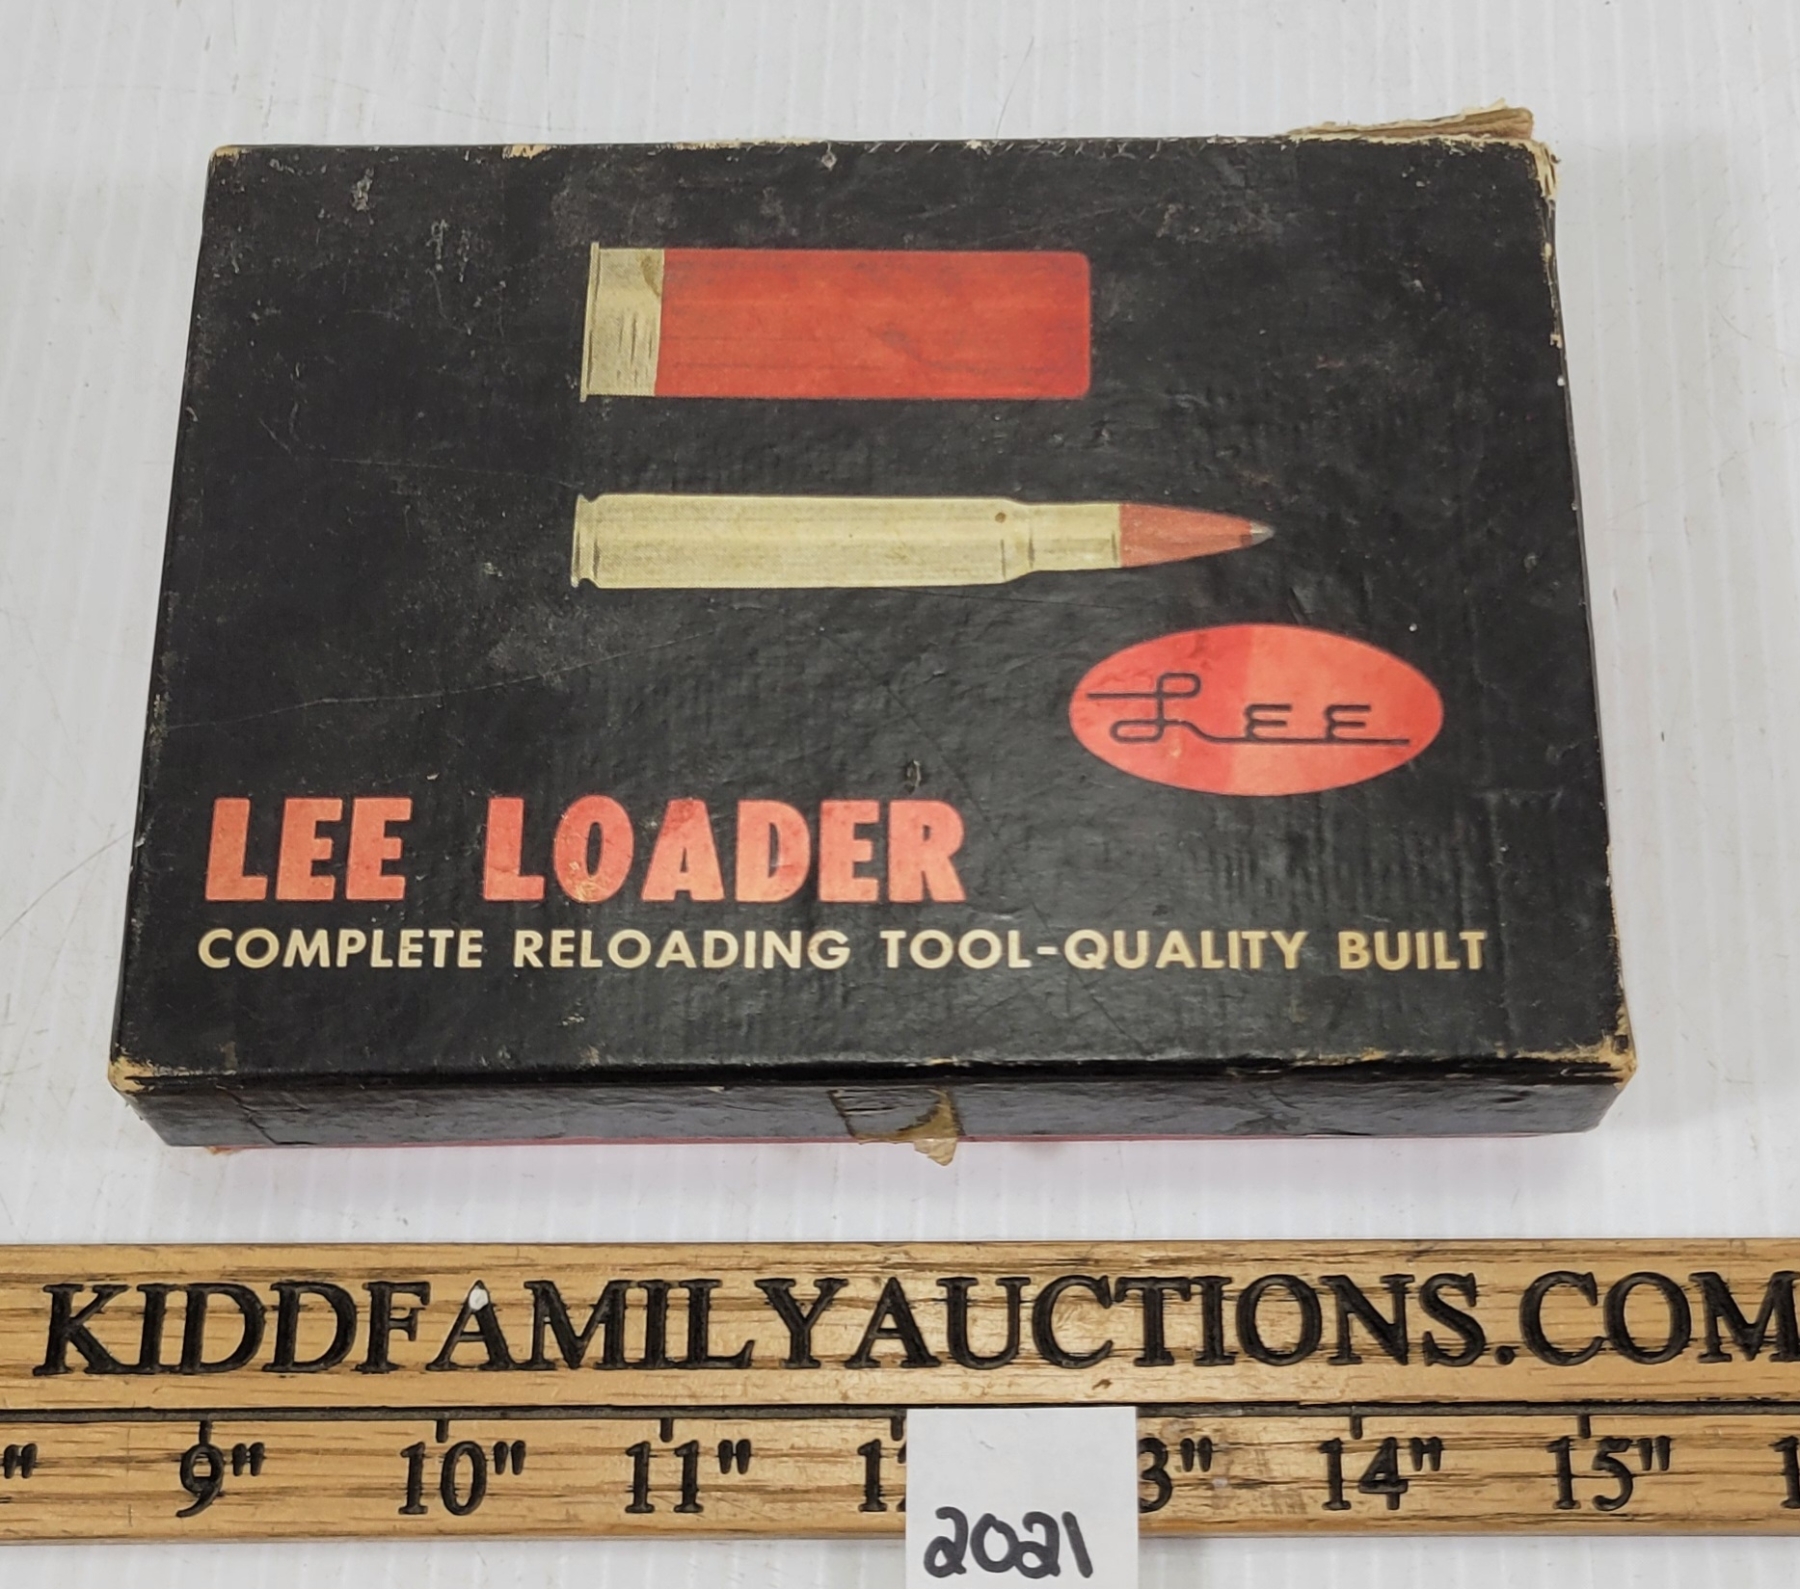 Lee
LEE LOADER
COMPLETE RELOADING TOOL-QUALITY BUILT
KIDDFAMILYAUCTIONS.COM
9" 10" 11" 14" 15"
2021